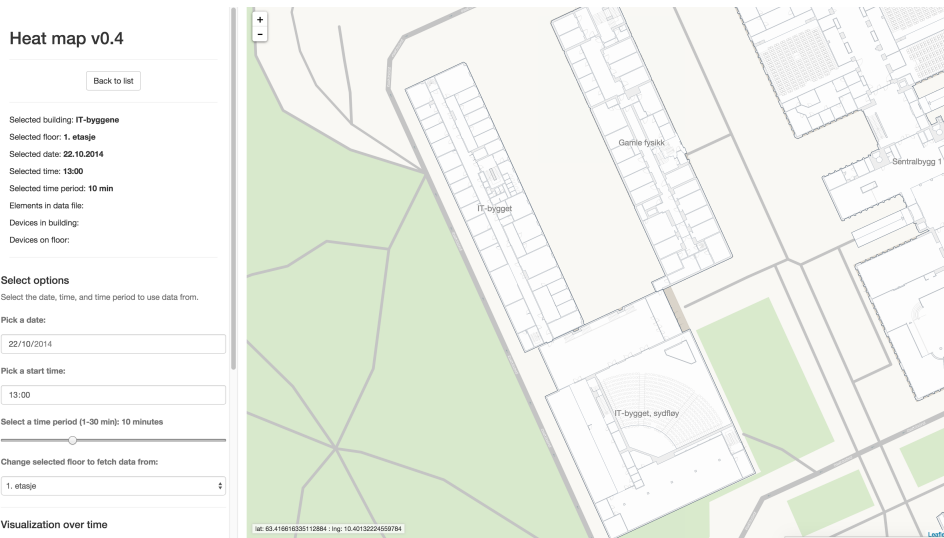 Heat map v0.4
Back to list
Selected building: IT-byggene
Selected floor: 1. etasje
Selected date: 22.10.2014
Selected time: 13:00
Selected time period: 10 min
Elements in data file:
Devices in building:
Devices on floor:
Select options
Select the date, time, and time period to use data from.
Pick a date:
22/10/2014
Pick a start time:
13:00
Select a time period (1-30 min): 10 minutes
Change selected floor to fetch data from:
1. etasje
Visualization over time
+
-
Gamle fysikk
Sentralbygg 1
IT-bygget
IT-bygget, sydfløy
lat: 63.416616335112884 : lng: 10.40132224559784